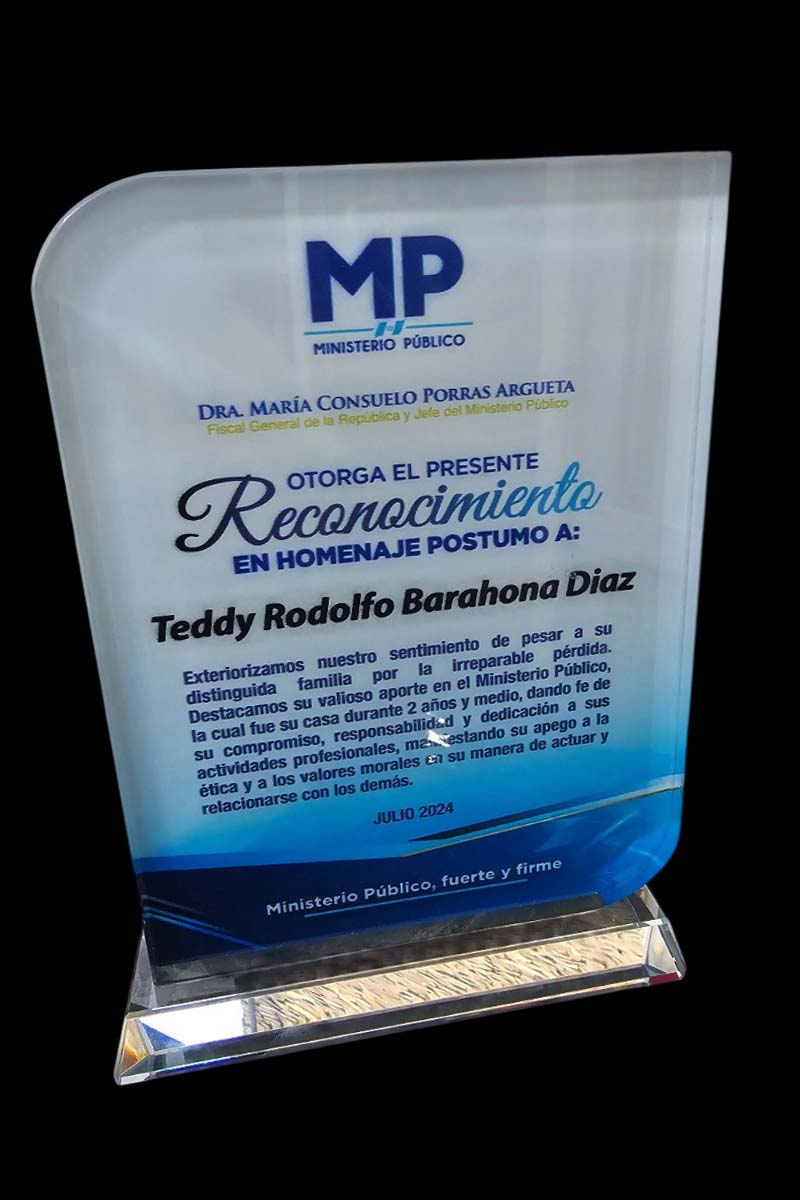 MP
MINISTERIO PÚBLICO
DRA. MARÍA CONSUELO PORRAS ARGUETA
Fiscal General de la República y Jefe del Ministerio Público
OTORGA EL PRESENTE
Reconocimiento
EN HOMENAJE POSTUMO A:
Teddy Rodolfo Barahona Diaz
Exteriorizamos nuestro sentimiento de pesar a su
distinguida familia por la irreparable pérdida.
Destacamos su valioso aporte en el Ministerio Público,
la cual fue su casa durante 2 años y medio, dando fe de
su compromiso, responsabilidad y dedicación a sus
actividades profesionales, manifestando su apego a la
ética y a los valores morales en su manera de actuar y
relacionarse con los demás.
JULIO 2024
Ministerio Público, fuerte y firme